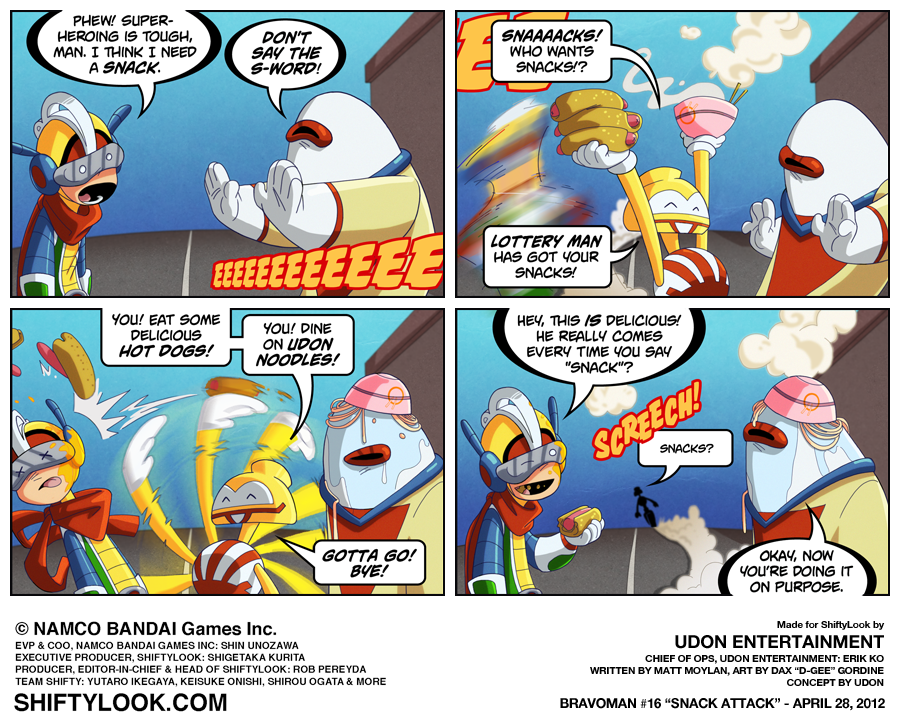 PHEW! SUPER-
HEROING IS TOUGH,
MAN. I THINK I NEED
A SNACK.
DON'T
SAY THE
S-WORD!
EEEEEEEEEEEEE
EE
SNAAAACKS!
WHO WANTS
SNACKS!?
LOTTERY MAN
HAS GOT YOUR
SNACKS!
YOU! EAT SOME
DELICIOUS
HOT DOGS!
YOU! DINE
ON UDON
NOODLES!
GOTTA GO!
BYE!
HEY, THIS IS DELICIOUS!
HE REALLY COMES
EVERY TIME YOU SAY
"SNACK"?
SCREECH!
SNACKS?
OKAY, NOW
YOU'RE DOING IT
ON PURPOSE.
© NAMCO BANDAI Games Inc.
EVP & COO, NAMCO BANDAI GAMES INC: SHIN UNOZAWA
EXECUTIVE PRODUCER, SHIFTYLOOK: SHIGETAKA KURITA
PRODUCER, EDITOR-IN-CHIEF & HEAD OF SHIFTYLOOK: ROB PEREYDA
TEAM SHIFTY: YUTARO IKEGAYA, KEISUKE ONISHI, SHIROU OGATA & MORE
SHIFTYLOOK.COM
Made for ShiftyLook by
UDON ENTERTAINMENT
CHIEF OF OPS, UDON ENTERTAINMENT: ERIK KO
WRITTEN BY MATT MOYLAN, ART BY DAX "D-GEE" GORDINE
CONCEPT BY UDON
BRAVOMAN #16 "SNACK ATTACK" - APRIL 28, 2012